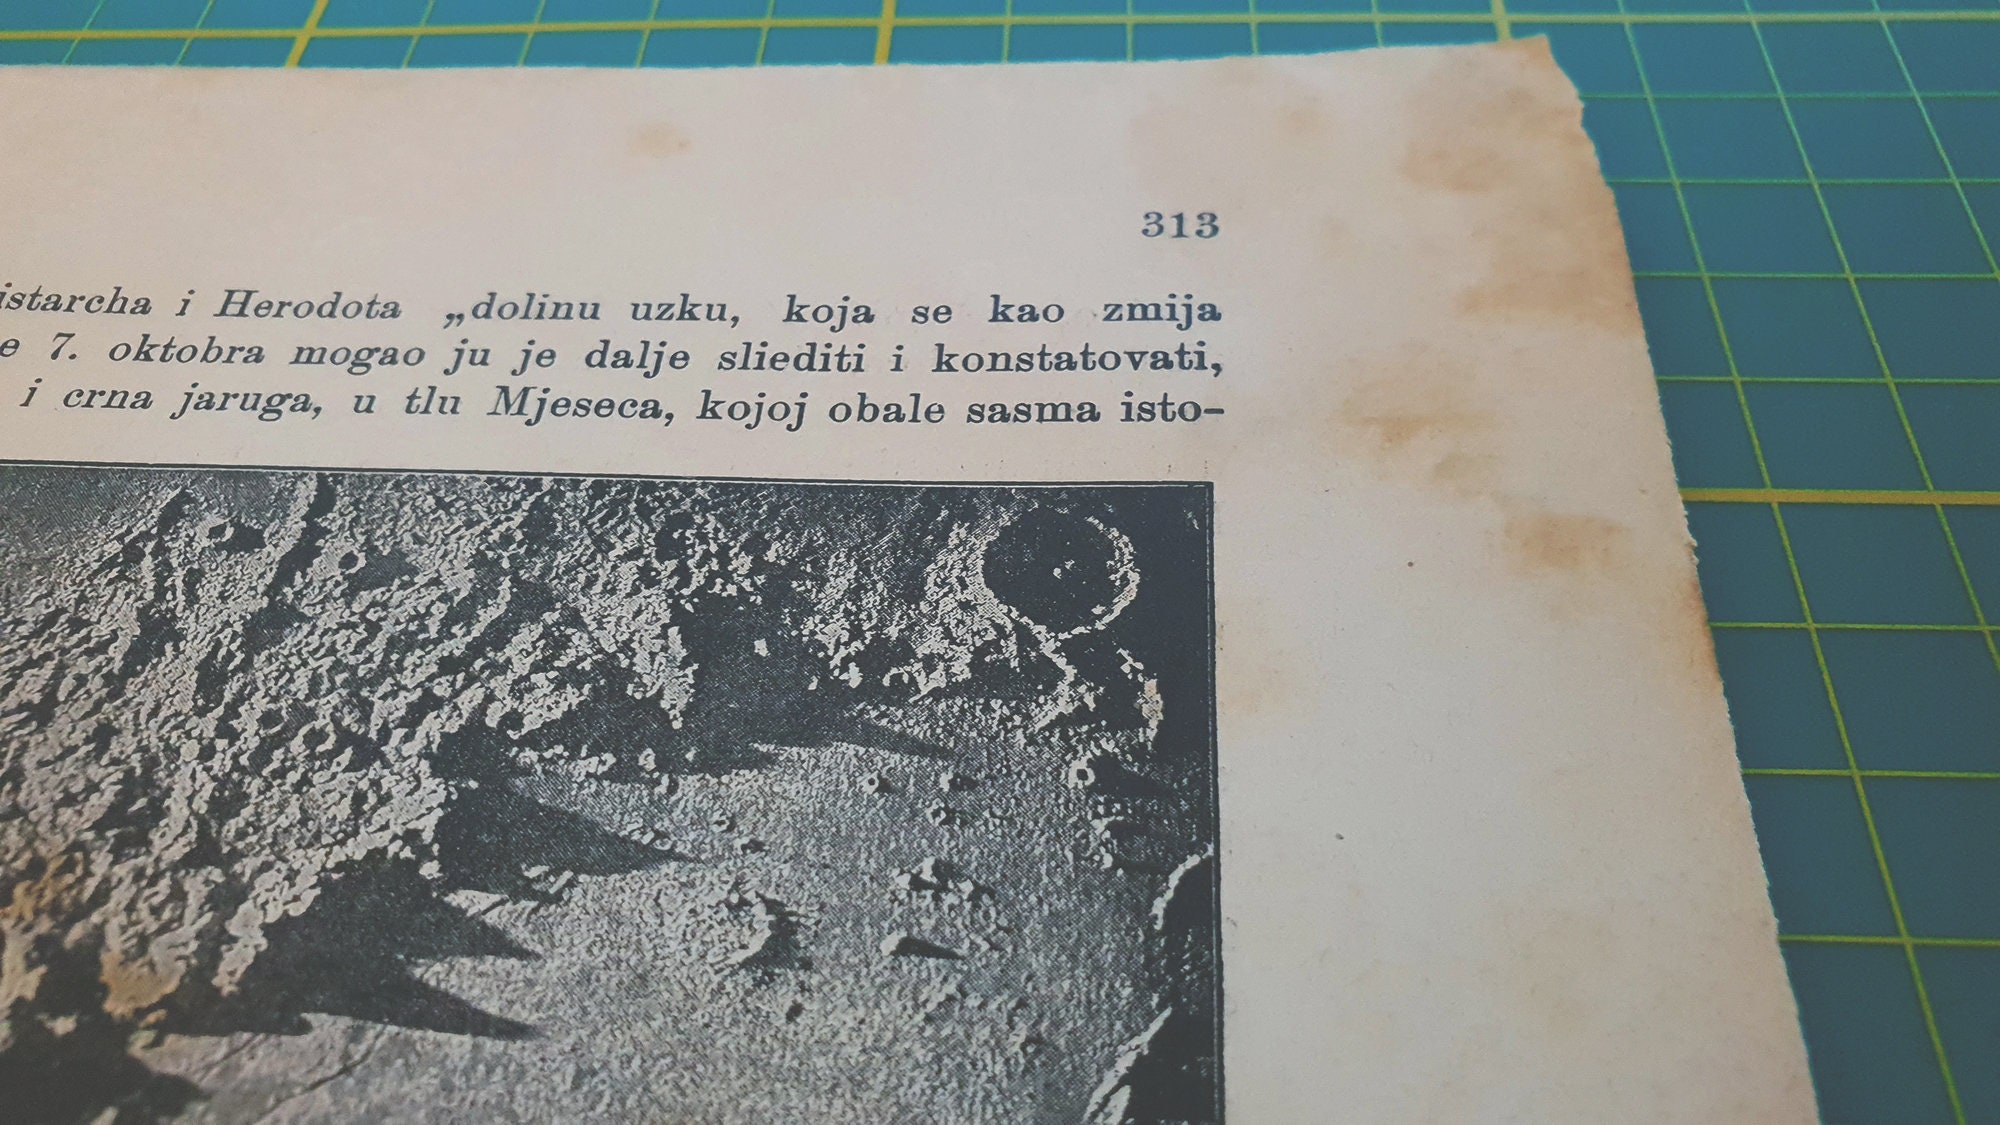 313
istarcha i Herodota „dolinu uzku, koja se kao zmija
e 7. oktobra mogao ju je dalje sliediti i konstatovati,
i crna jaruga, u tlu Mjeseca, kojoj obale sasma isto-